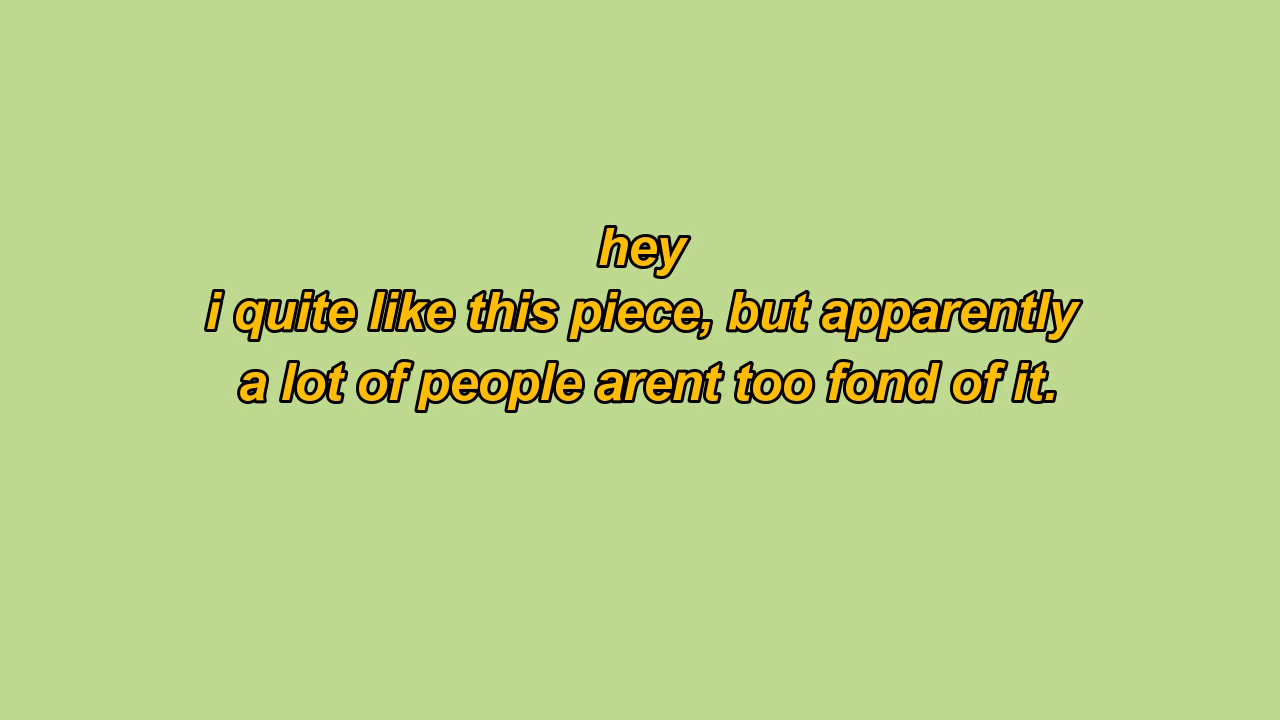 hey
i quite like this piece, but apparently
a lot of people arent too fond of it.